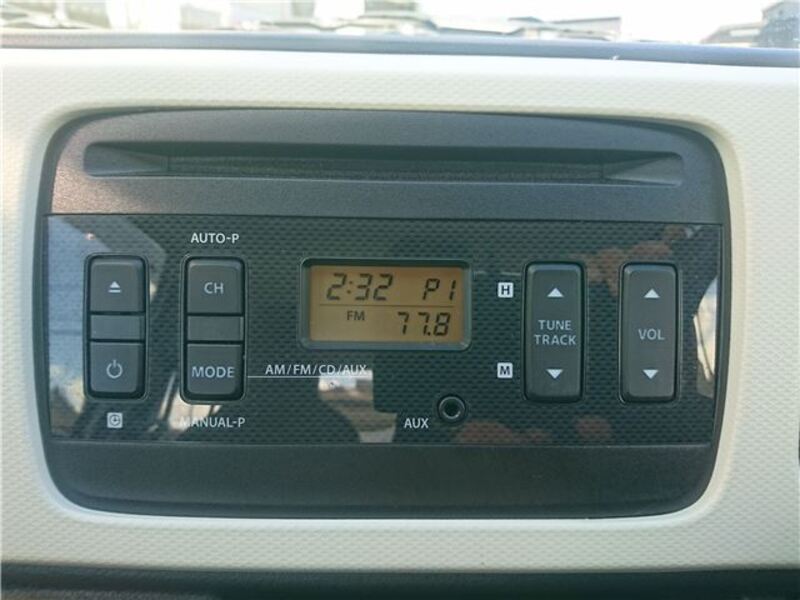 AUTO-P
CH
2:32 P1
FM
77.8
H
TUNE
TRACK
VOL
MODE
AM/FM/CD/AUX
M
MANUAL-P
AUX